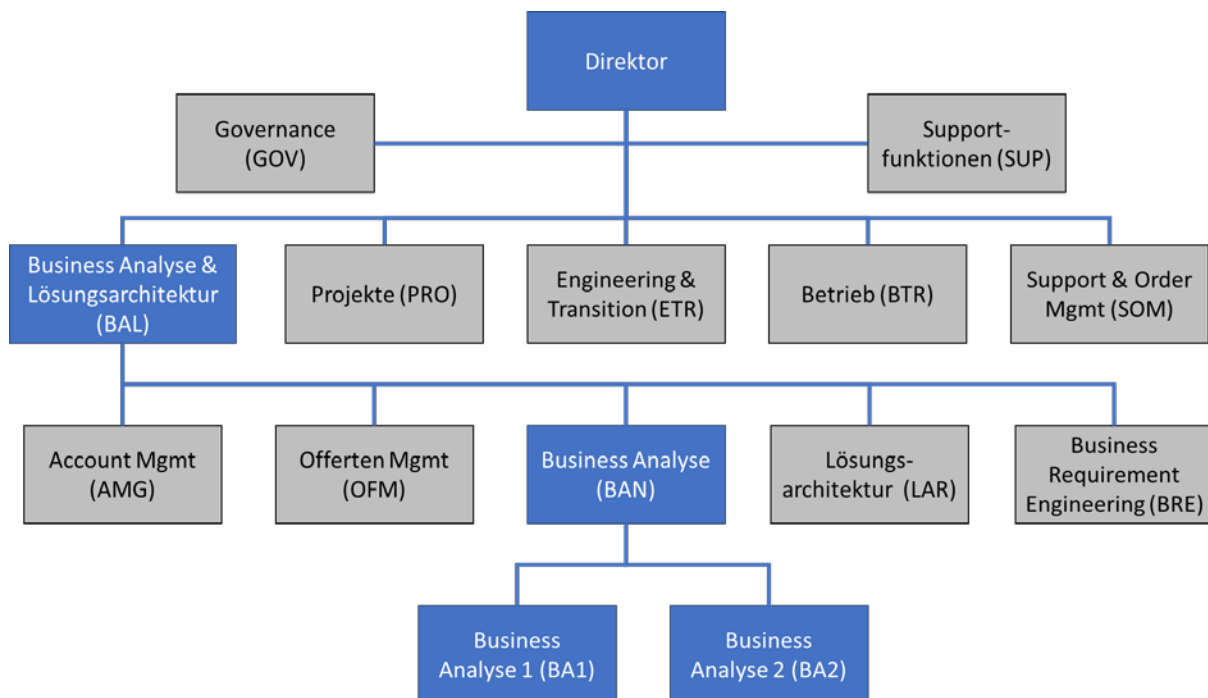 Direktor
Governance
(GOV)
Support-
funktionen (SUP)
Business Analyse &
Lösungsarchitektur
(BAL)
Projekte (PRO)
Engineering &
Transition (ETR)
Betrieb (BTR)
Support & Order
Mgmt (SOM)
Account Mgmt
(AMG)
Offerten Mgmt
(OFM)
Business Analyse
(BAN)
Lösungs-
architektur (LAR)
Business
Requirement
Engineering (BRE)
Business
Analyse 1 (BA1)
Business
Analyse 2 (BA2)